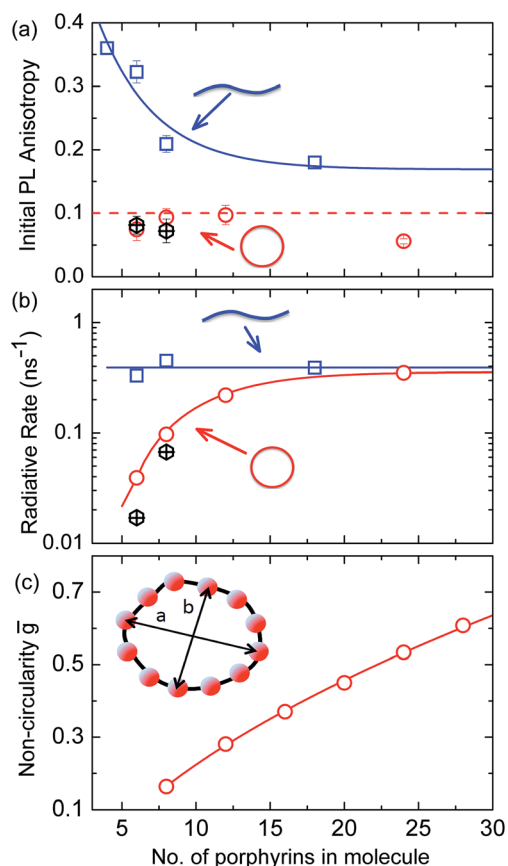 (a)
0.4
0.3
0.2
0.1
0.0
Initial PL Anisotropy
(b)
1
0.1
0.01
Radiative Rate (ns⁻¹)
(c)
0.7
0.5
0.3
0.1
Non-circularity g̅
a
b
5 10 15 20 25 30
No. of porphyrins in molecule